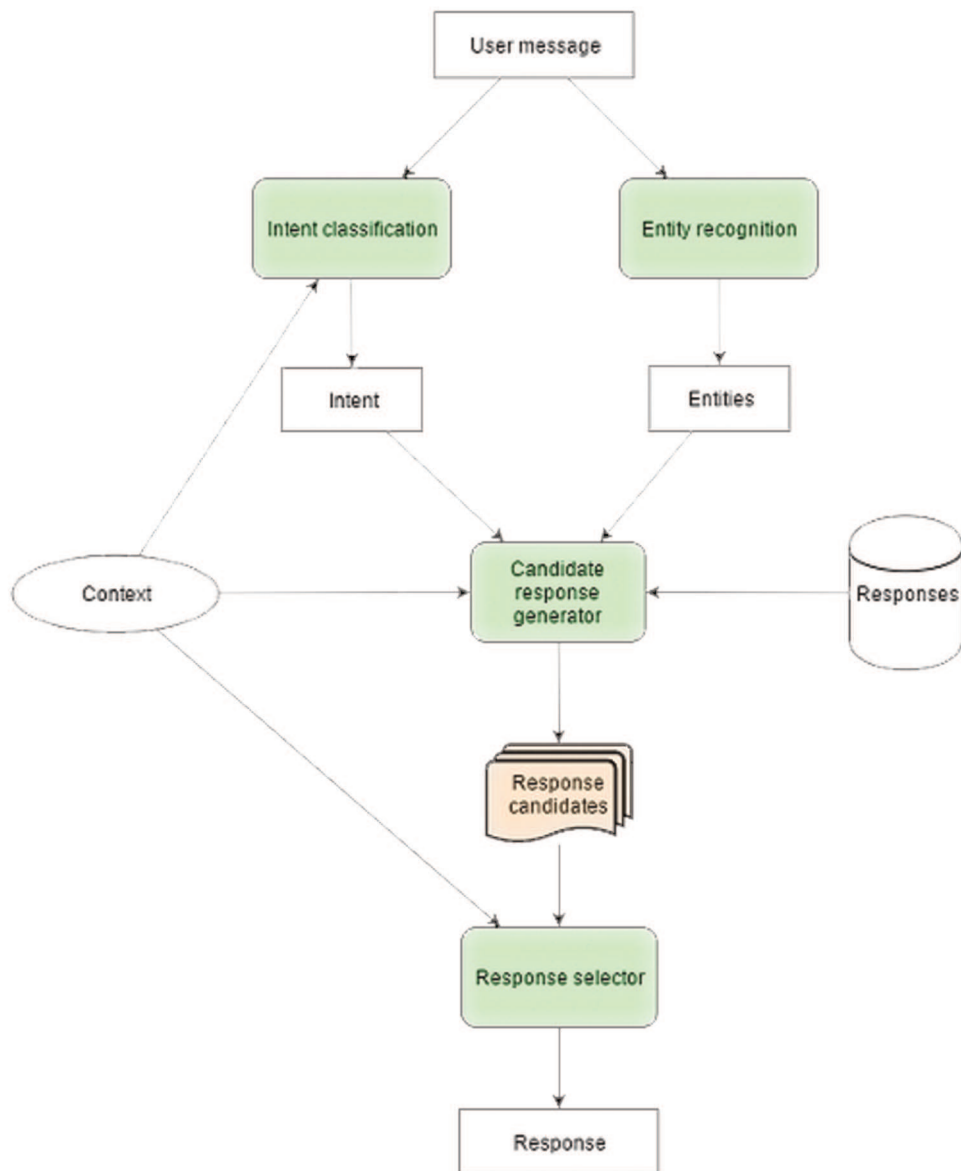 User message
Intent classification
Entity recognition
Intent
Entities
Context
Candidate
response
generator
Responses
Response
candidates
Response selector
Response